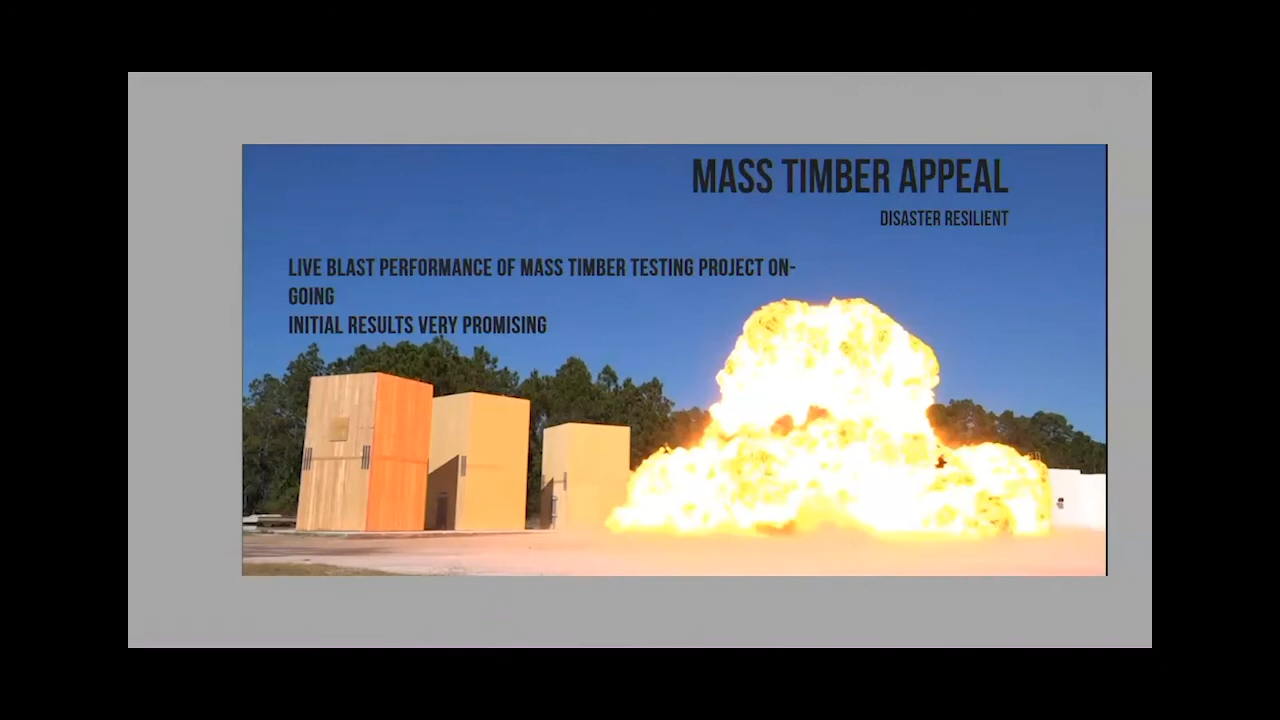 MASS TIMBER APPEAL
DISASTER RESILIENT
LIVE BLAST PERFORMANCE OF MASS TIMBER TESTING PROJECT ON-
GOING
INITIAL RESULTS VERY PROMISING